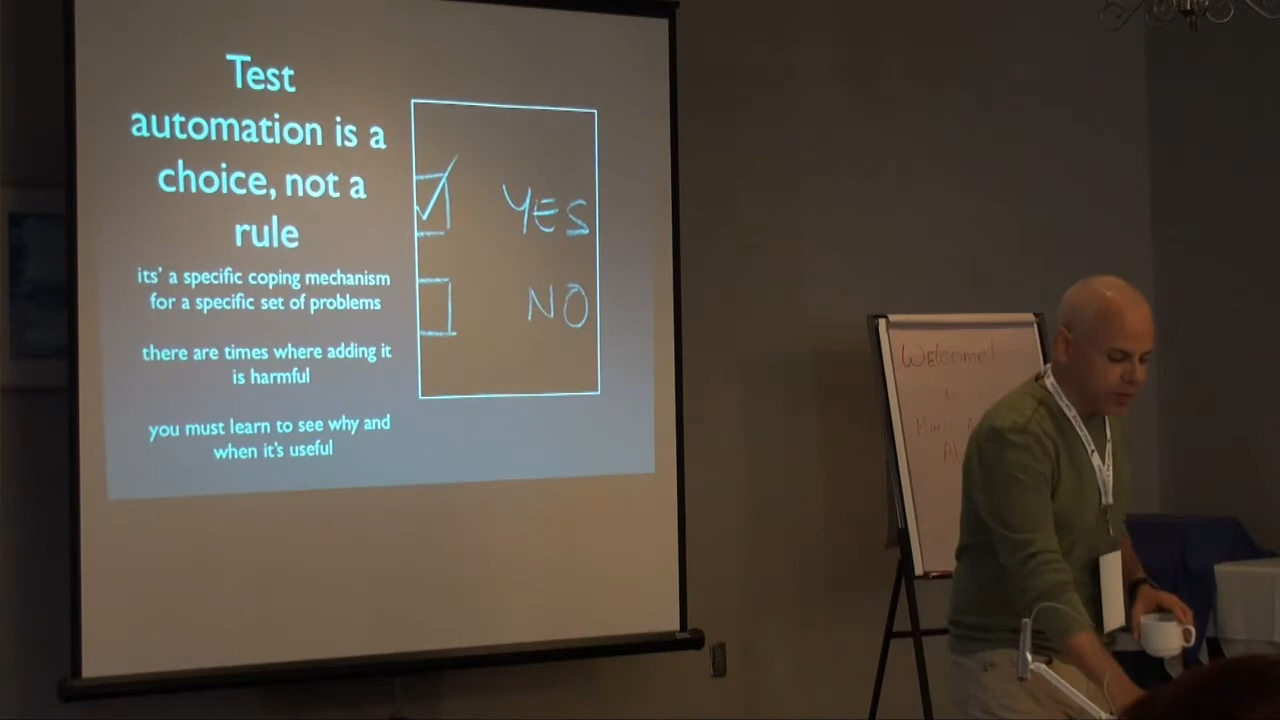 Test
automation is a
choice, not a
rule
its' a specific coping mechanism
for a specific set of problems
there are times where adding it
is harmful
you must learn to see why and
when it's useful
YES
NO
Welcome!
Much